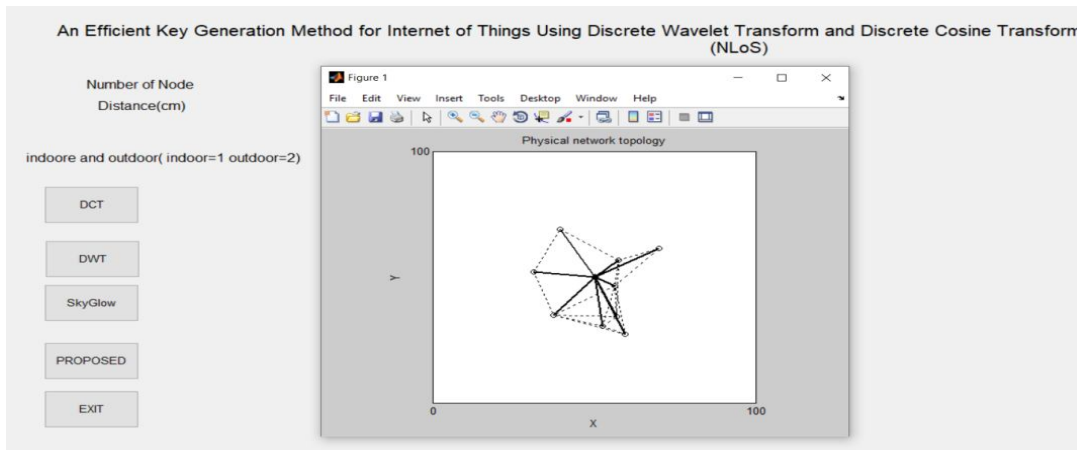 An Efficient Key Generation Method for Internet of Things Using Discrete Wavelet Transform and Discrete Cosine Transform
(NLoS)
Number of Node
Distance(cm)
indoore and outdoor( indoor=1 outdoor=2)
DCT
DWT
SkyGlow
PROPOSED
EXIT
Figure 1
File Edit View Insert Tools Desktop Window Help
Physical network topology
100
Y
0
100
X